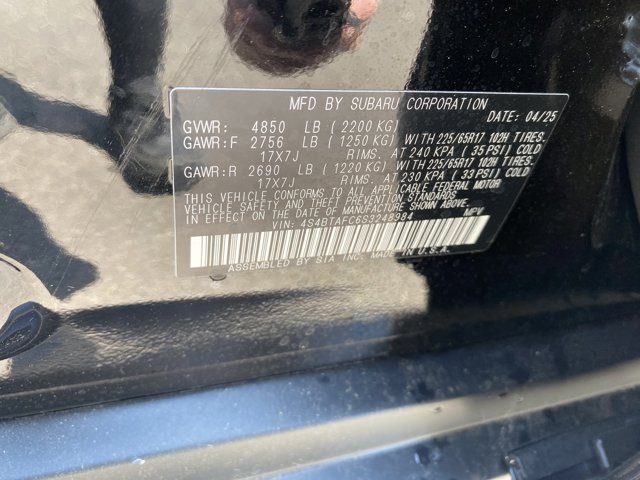 MFD BY SUBARU CORPORATION
DATE: 04/25
GVWR: 4850 LB (2200 KG)
GAWR:F 2756 LB (1250 KG) WITH 225/65R17 102H TIRES.
17X7J RIMS. AT 240 KPA (35 PSI) COLD
GAWR:R 2690 LB (1220 KG) WITH 225/65R17 102H TIRES.
17X7J RIMS. AT 230 KPA (33 PSI) COLD
THIS VEHICLE CONFORMS TO ALL APPLICABLE FEDERAL MOTOR
VEHICLE SAFETY, BUMPER, AND THEFT PREVENTION STANDARDS
IN EFFECT ON THE DATE OF MANUFACTURE SHOWN ABOVE.
VIN: 4S4BTAFC6S3248984 MPV
ASSEMBLED BY SIA INC. MADE IN U.S.A.